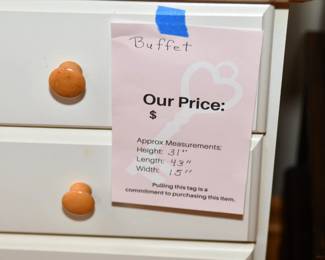 Buffet
Our Price:
$
Approx Measurements:
Height: 31"
Length: 43"
Width: 15"
Pulling this tag is a
commitment to purchasing this item.